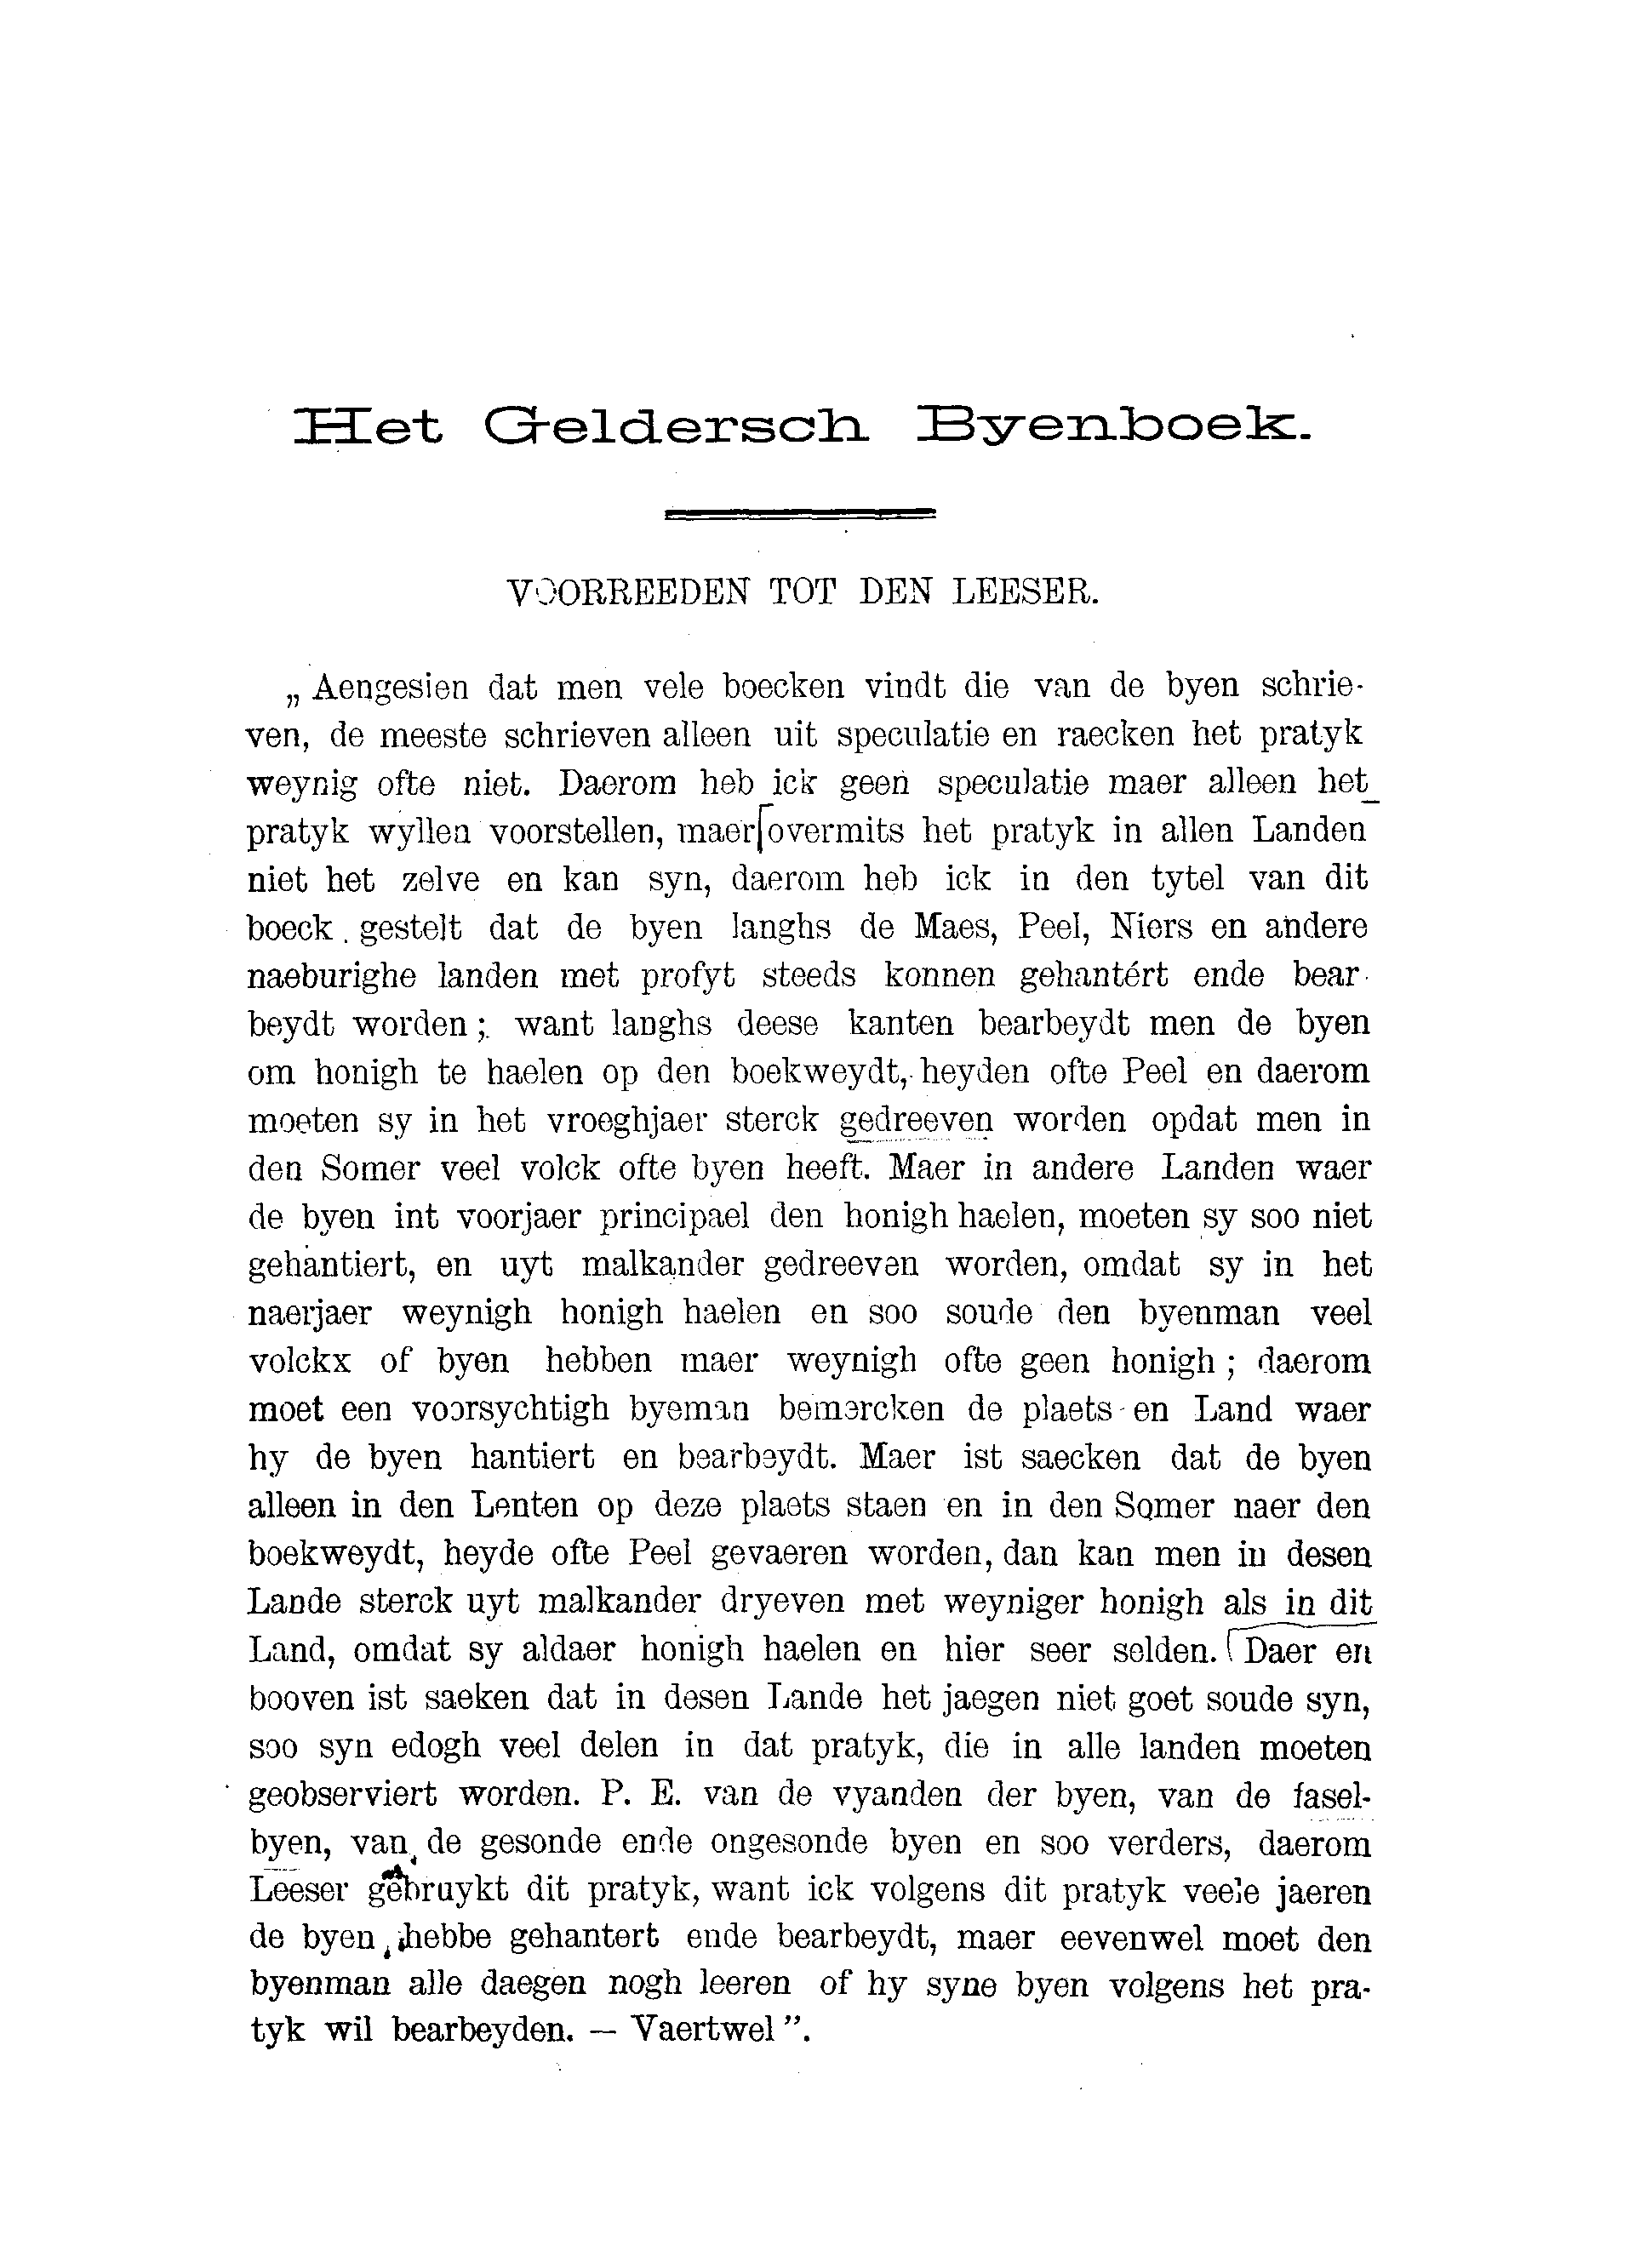 Het Geldersch Byenboek.
VOORREEDEN TOT DEN LEESER.
„ Aengesien dat men vele boecken vindt die van de byen schrie-
ven, de meeste schrieven alleen uit speculatie en raecken het pratyk
weynig ofte niet. Daerom heb ick geen speculatie maer alleen het
pratyk wyllen voorstellen, maer overmits het pratyk in allen Landen
niet het zelve en kan syn, daerom heb ick in den tytel van dit
boeck gestelt dat de byen langhs de Maes, Peel, Niers en andere
naeburighe landen met profyt steeds konnen gehantért ende bear-
beydt worden; want langhs deese kanten bearbeydt men de byen
om honigh te haelen op den boekweydt, heyden ofte Peel en daerom
moeten sy in het vroeghjaer sterck gedreeven worden opdat men in
den Somer veel volck ofte byen heeft. Maer in andere Landen waer
de byen int voorjaer principael den honigh haelen, moeten sy soo niet
gehantiert, en uyt malkander gedreeven worden, omdat sy in het
naerjaer weynigh honigh haelen en soo soude den byenman veel
volckx of byen hebben maer weynigh ofte geen honigh ; daerom
moet een voorsychtigh byeman bemercken de plaets en Land waer
hy de byen hantiert en bearbeydt. Maer ist saecken dat de byen
alleen in den Lenten op deze plaets staen en in den Somer naer den
boekweydt, heyde ofte Peel gevaeren worden, dan kan men in desen
Lande sterck uyt malkander dryeven met weyniger honigh als in dit
Land, omdat sy aldaer honigh haelen en hier seer selden. Daer en
booven ist saeken dat in desen Lande het jaegen niet goet soude syn,
soo syn edogh veel delen in dat pratyk, die in alle landen moeten
geobserviert worden. P. E. van de vyanden der byen, van de fasel-
byen, van de gesonde ende ongesonde byen en soo verders, daerom
Leeser gebruykt dit pratyk, want ick volgens dit pratyk veele jaeren
de byen hebbe gehantert ende bearbeydt, maer eevenwel moet den
byenman alle daegen nogh leeren of hy syne byen volgens het pra-
tyk wil bearbeyden. — Vaertwel ”.